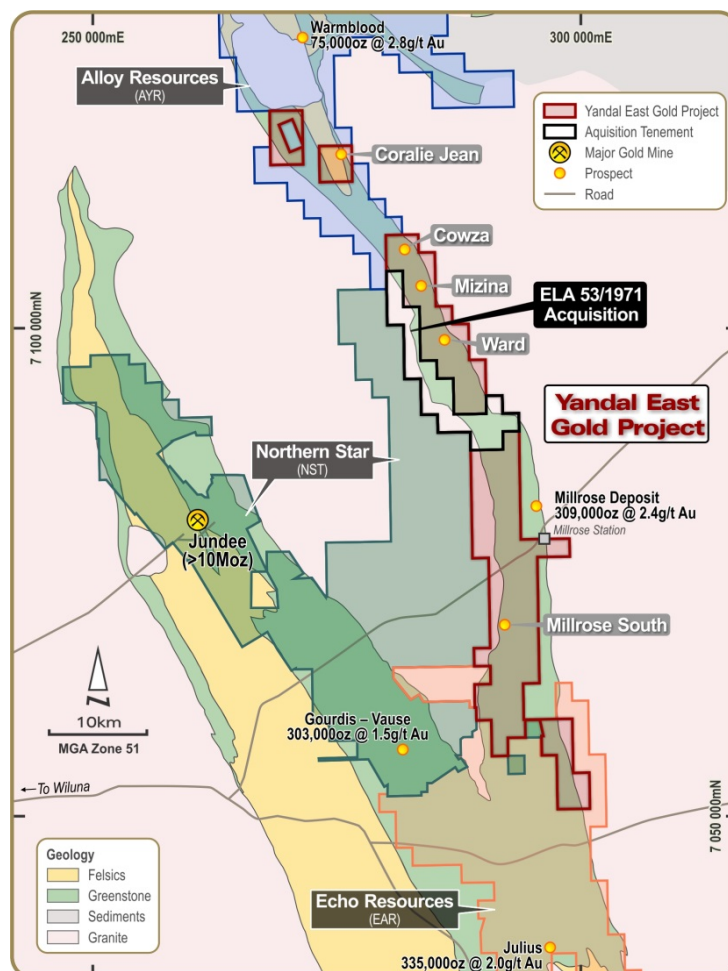 250 000mE
300 000mE
Warmblood
75,000oz @ 2.8g/t Au
Alloy Resources
(AYR)
Yandal East Gold Project
Aquisition Tenement
Major Gold Mine
Prospect
Road
Coralie Jean
Cowza
Mizina
ELA 53/1971
Acquisition
7 100 000mN
7 100 000mN
Ward
Yandal East
Gold Project
Northern Star
(NST)
Millrose Deposit
309,000oz @ 2.4g/t Au
Millrose Station
Jundee
(>10Moz)
Millrose South
N
10km
MGA Zone 51
Gourdis – Vause
303,000oz @ 1.5g/t Au
To Wiluna
7 050 000mN
Geology
Felsics
Greenstone
Sediments
Granite
Echo Resources
(EAR)
Julius
335,000oz @ 2.0g/t Au